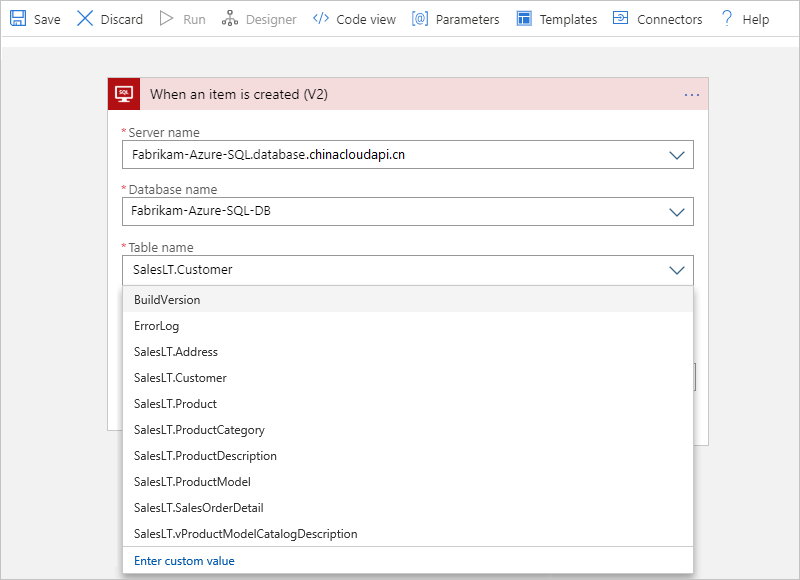 Save Discard Run Designer Code view Parameters Templates Connectors ? Help
SQL
When an item is created (V2) ...
* Server name
Fabrikam-Azure-SQL.database.chinacloudapi.cn
* Database name
Fabrikam-Azure-SQL-DB
* Table name
SalesLT.Customer
BuildVersion
ErrorLog
SalesLT.Address
SalesLT.Customer
SalesLT.Product
SalesLT.ProductCategory
SalesLT.ProductDescription
SalesLT.ProductModel
SalesLT.SalesOrderDetail
SalesLT.vProductModelCatalogDescription
Enter custom value